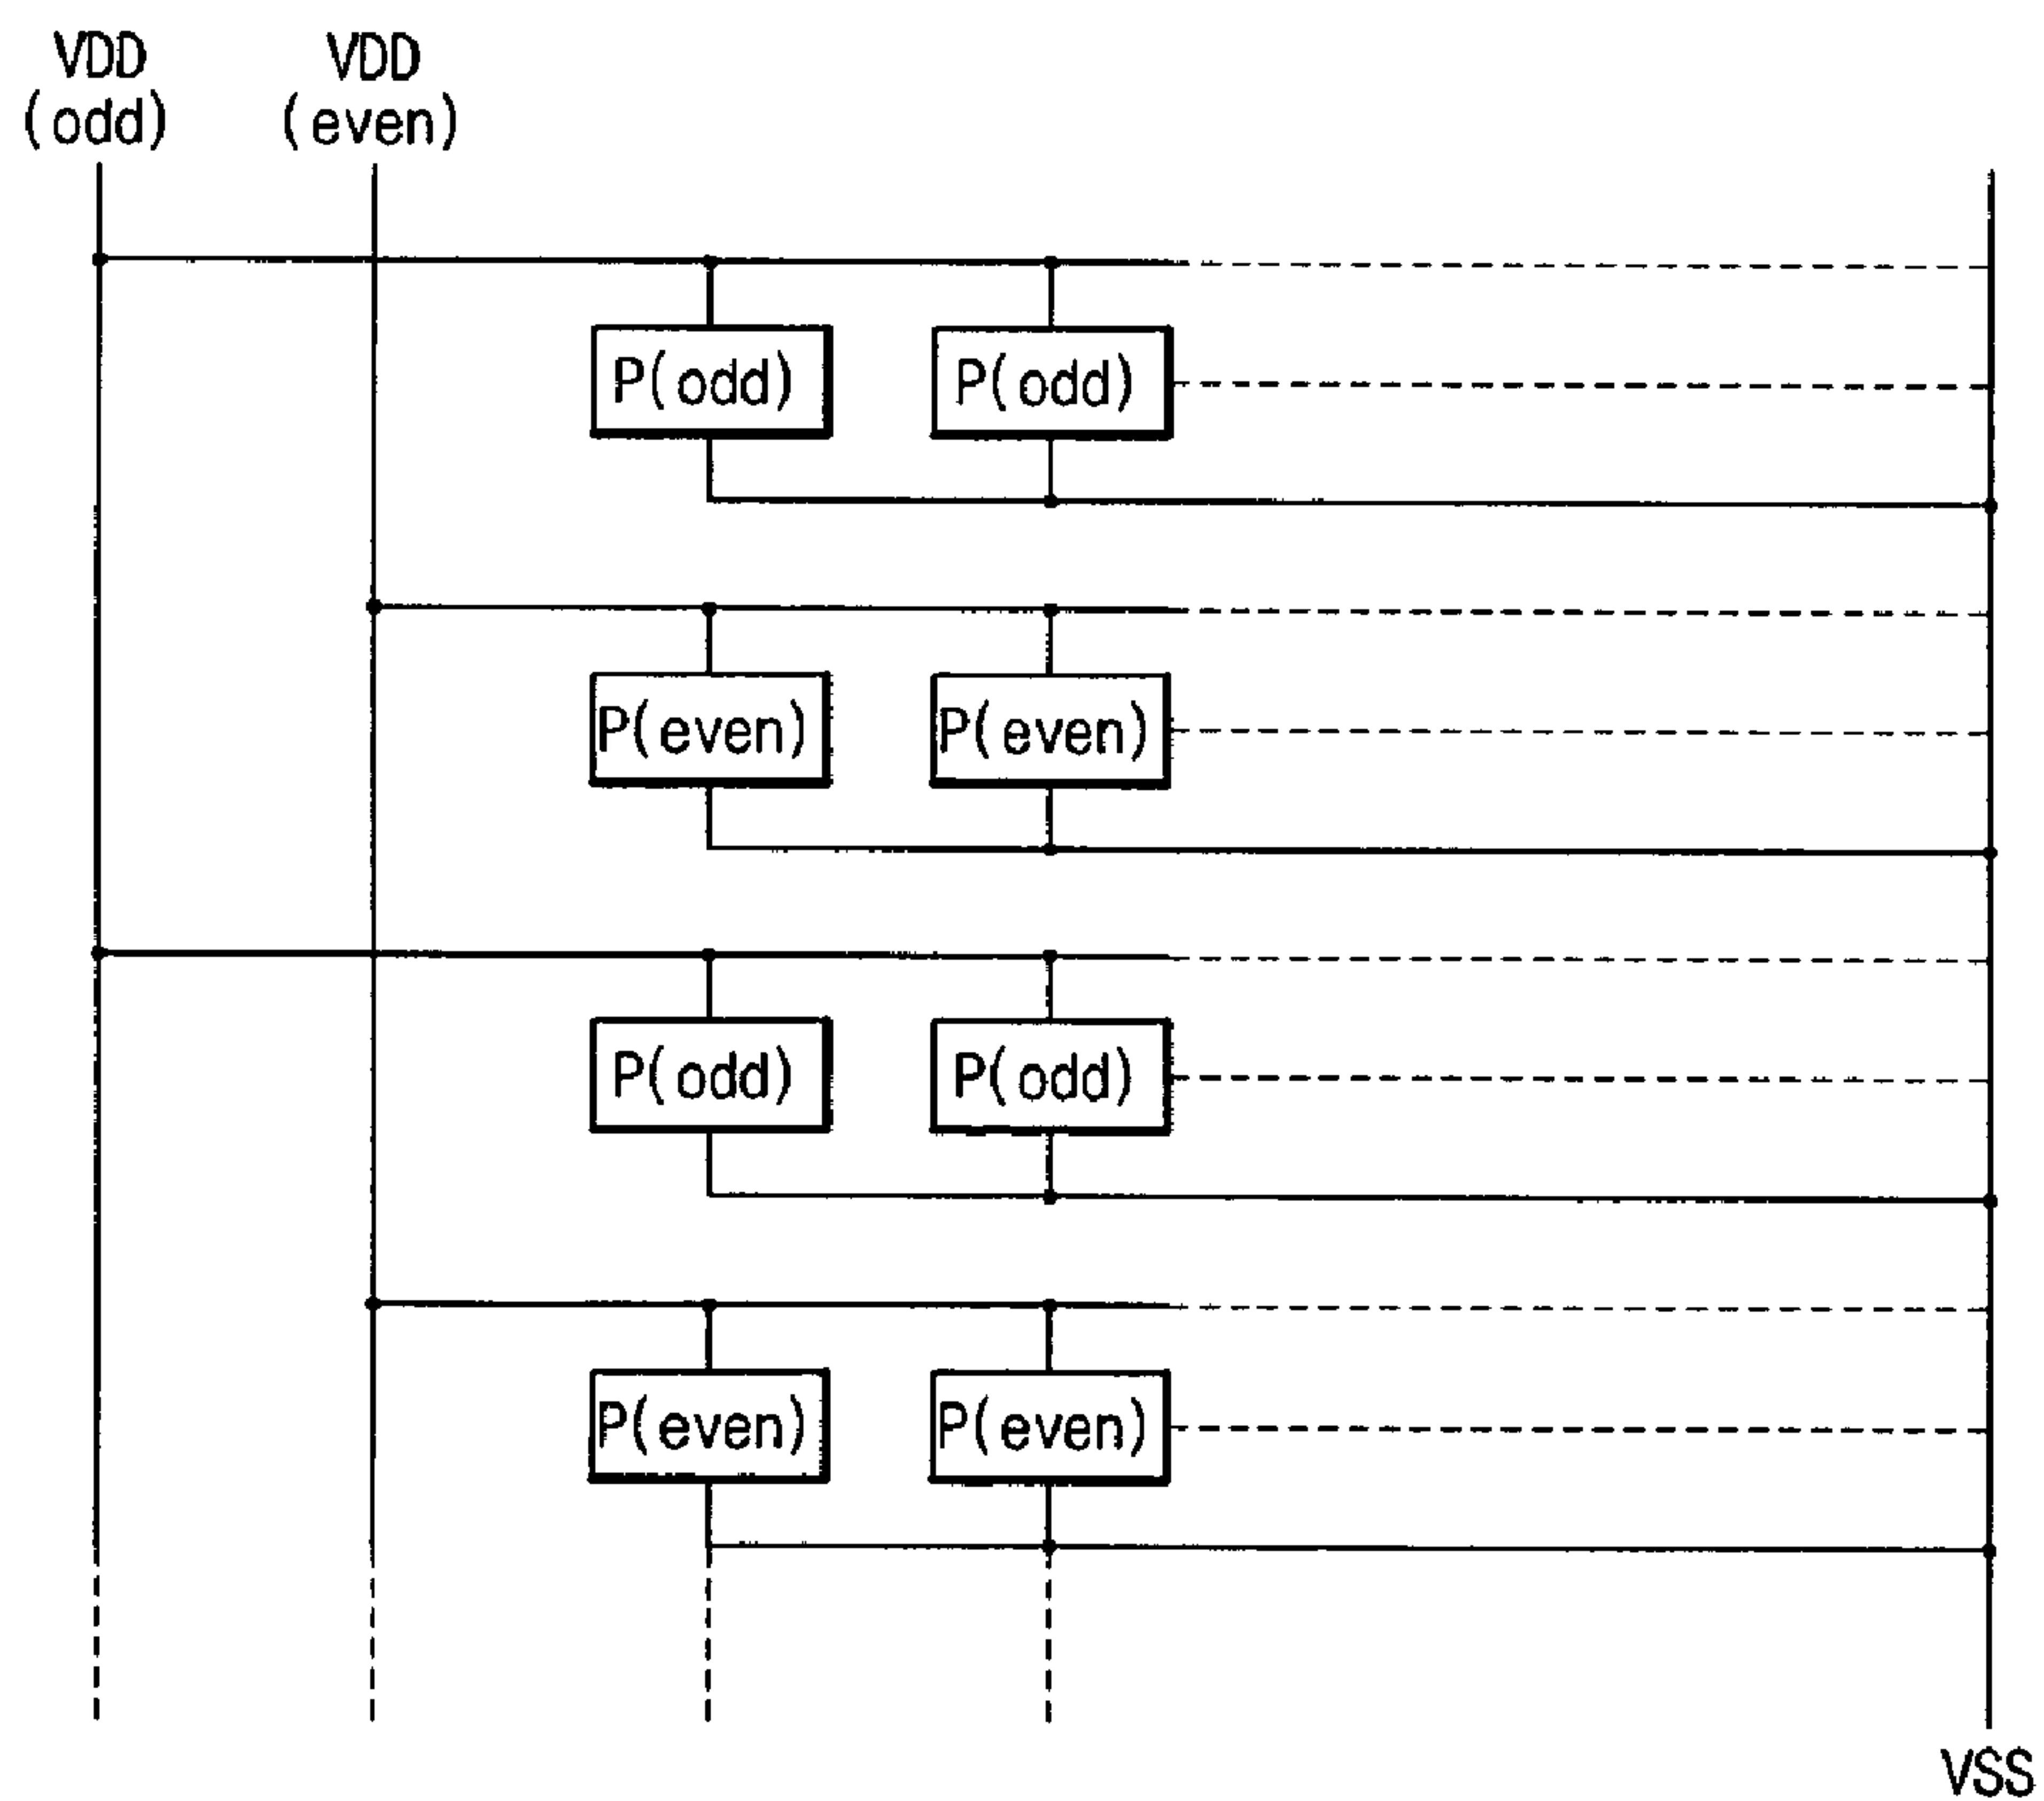 VDD
(odd)
VDD
(even)
P(odd)
P(odd)
P(even)
P(even)
P(odd)
P(odd)
P(even)
P(even)
VSS